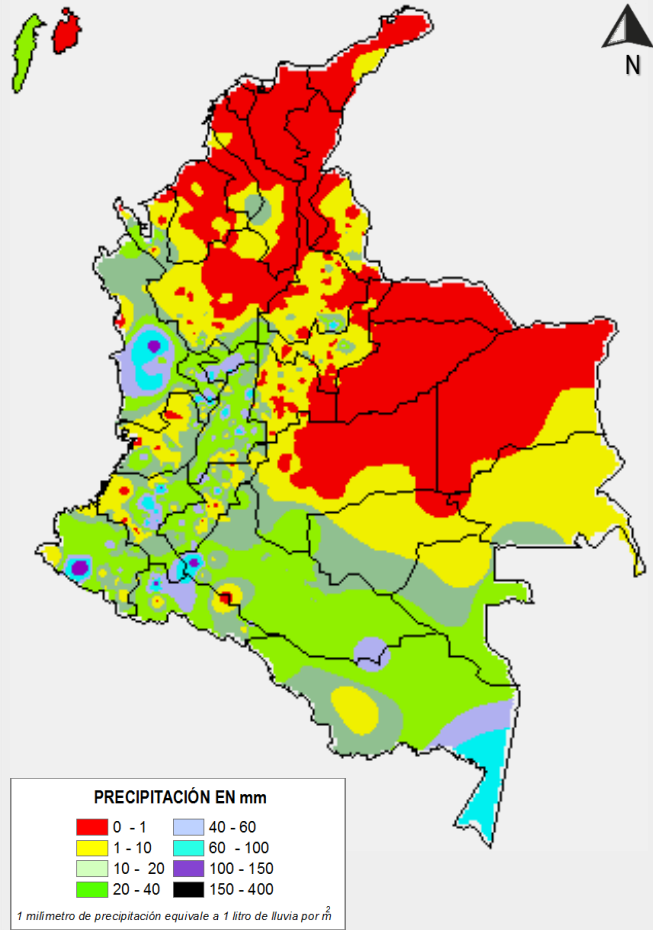 N
PRECIPITACIÓN EN mm
0 - 1
1 - 10
10 - 20
20 - 40
40 - 60
60 - 100
100 - 150
150 - 400
1 milimetro de precipitación equivale a 1 litro de lluvia por m2